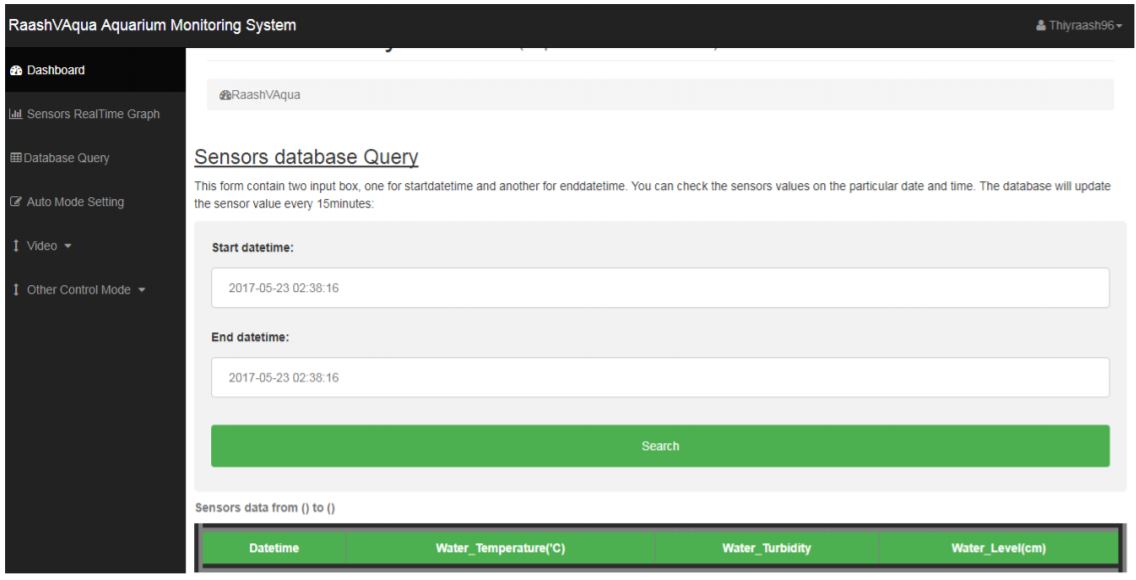 RaashVAqua Aquarium Monitoring System
Thiyraash96
Dashboard
Sensors RealTime Graph
Database Query
Auto Mode Setting
Video
Other Control Mode
RaashVAqua
Sensors database Query
This form contain two input box, one for startdatetime and another for enddatetime. You can check the sensors values on the particular date and time. The database will update
the sensor value every 15minutes:
Start datetime:
2017-05-23 02:38:16
End datetime:
2017-05-23 02:38:16
Search
Sensors data from () to ()
Datetime Water_Temperature('C) Water_Turbidity Water_Level(cm)